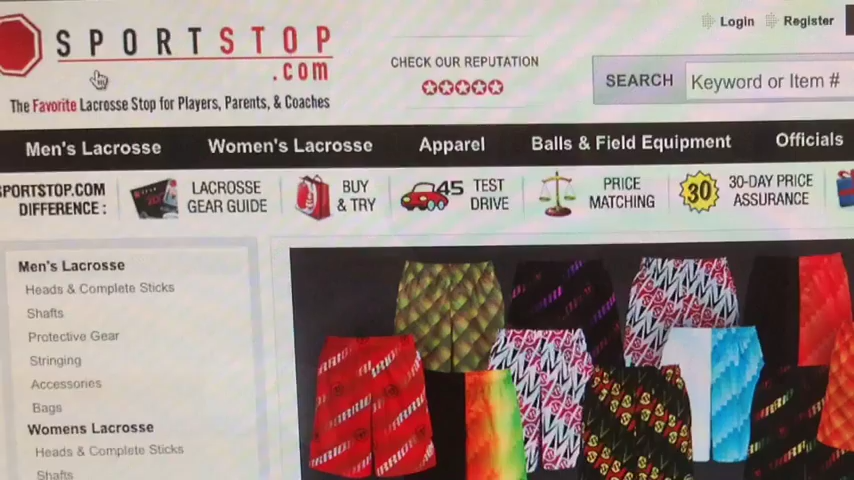 SPORTSTOP
.com
The Favorite Lacrosse Stop for Players, Parents, & Coaches
CHECK OUR REPUTATION
Login
Register
SEARCH
Keyword or Item #
Men's Lacrosse
Women's Lacrosse
Apparel
Balls & Field Equipment
Officials
SPORTSTOP.COM
DIFFERENCE :
LACROSSE
GEAR GUIDE
BUY
& TRY
45 TEST
DRIVE
PRICE
MATCHING
30
30-DAY PRICE
ASSURANCE
Men's Lacrosse
Heads & Complete Sticks
Shafts
Protective Gear
Stringing
Accessories
Bags
Womens Lacrosse
Heads & Complete Sticks
Shafts